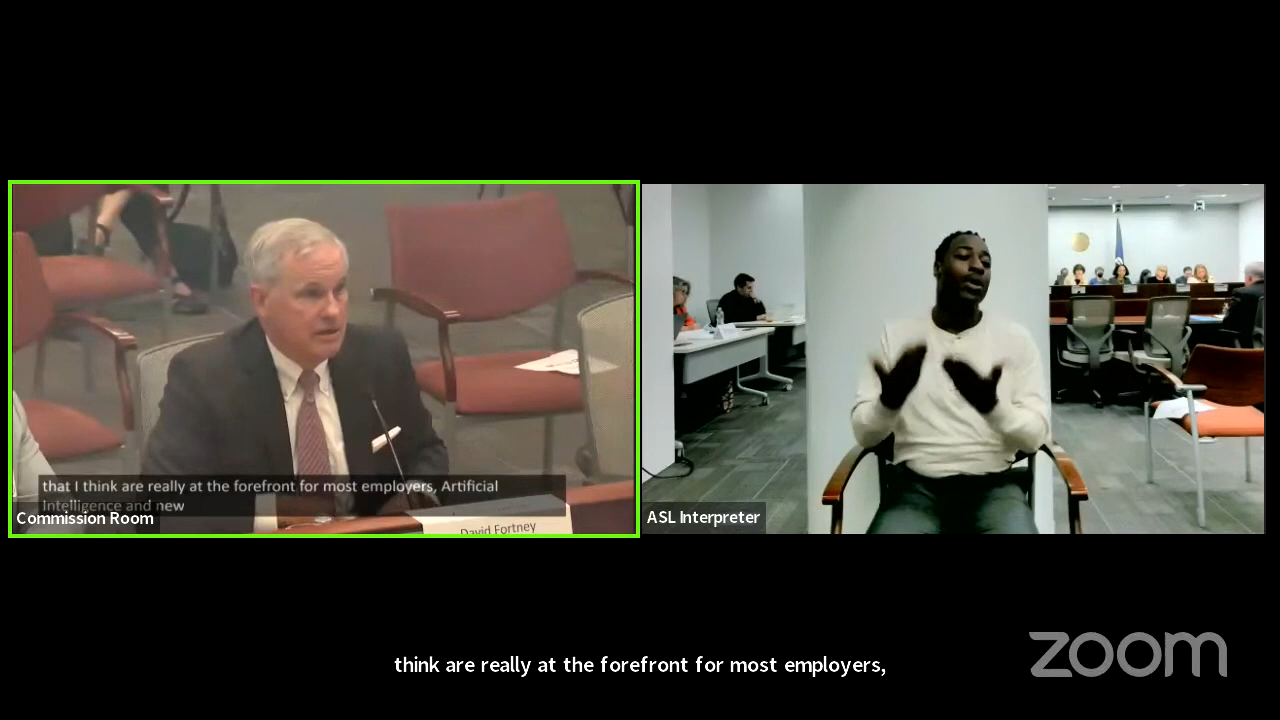 that I think are really at the forefront for most employers, Artificial
Intelligence and new
Commission Room
David Fortney
ASL Interpreter
think are really at the forefront for most employers,
zoom